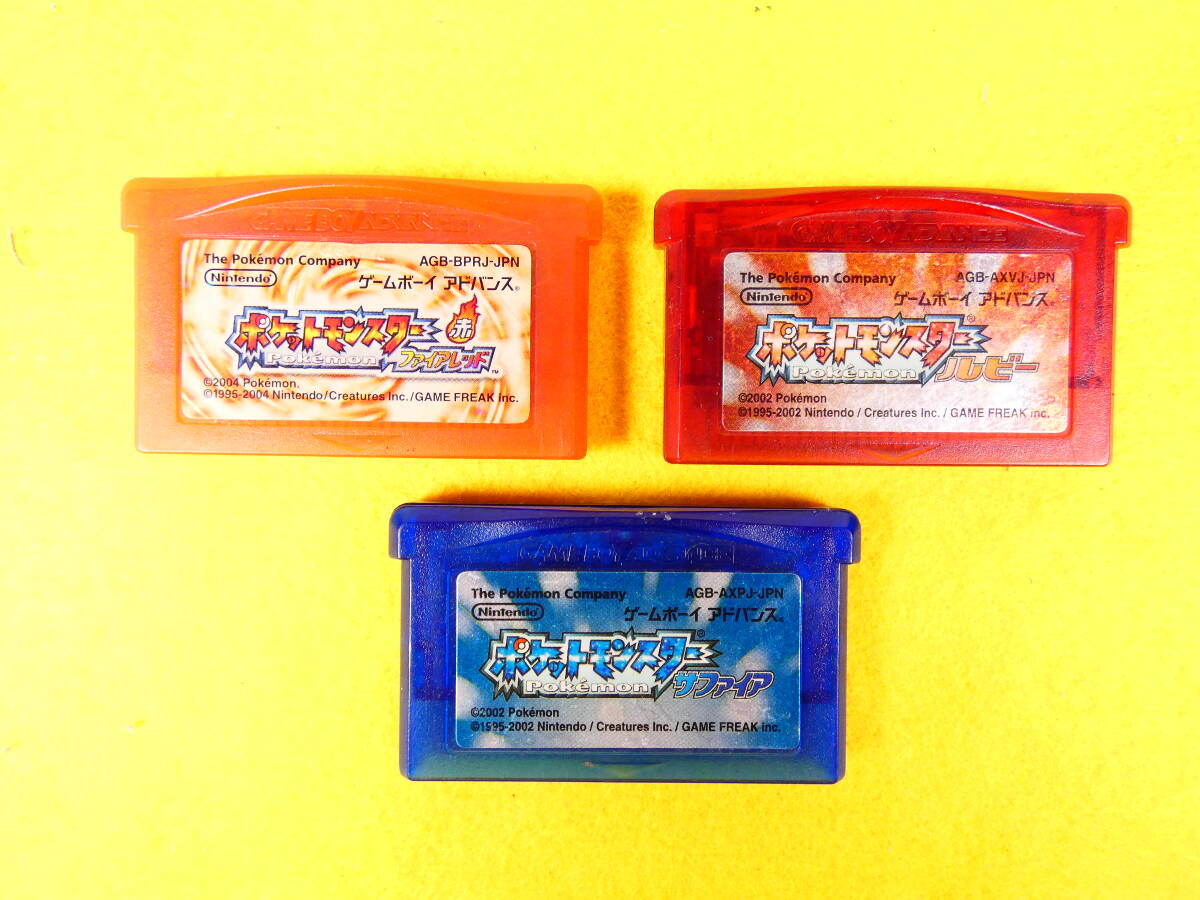 GAME BOY ADVANCE
The Pokémon Company AGB-BPRJ-JPN
Nintendo ゲームボーイ アドバンス®
ポケットモンスター 赤
Pokémon ファイアレッド™
©2004 Pokémon.
©1995-2004 Nintendo/Creatures Inc./GAME FREAK inc.
GAME BOY ADVANCE
The Pokémon Company AGB-AXVJ-JPN
Nintendo ゲームボーイ アドバンス®
ポケットモンスター®
Pokémon ルビー
©2002 Pokémon
©1995-2002 Nintendo/Creatures Inc./GAME FREAK inc.
GAME BOY ADVANCE
The Pokémon Company AGB-AXPJ-JPN
Nintendo ゲームボーイ アドバンス®
ポケットモンスター®
Pokémon サファイア
©2002 Pokémon
©1995-2002 Nintendo/Creatures Inc./GAME FREAK inc.